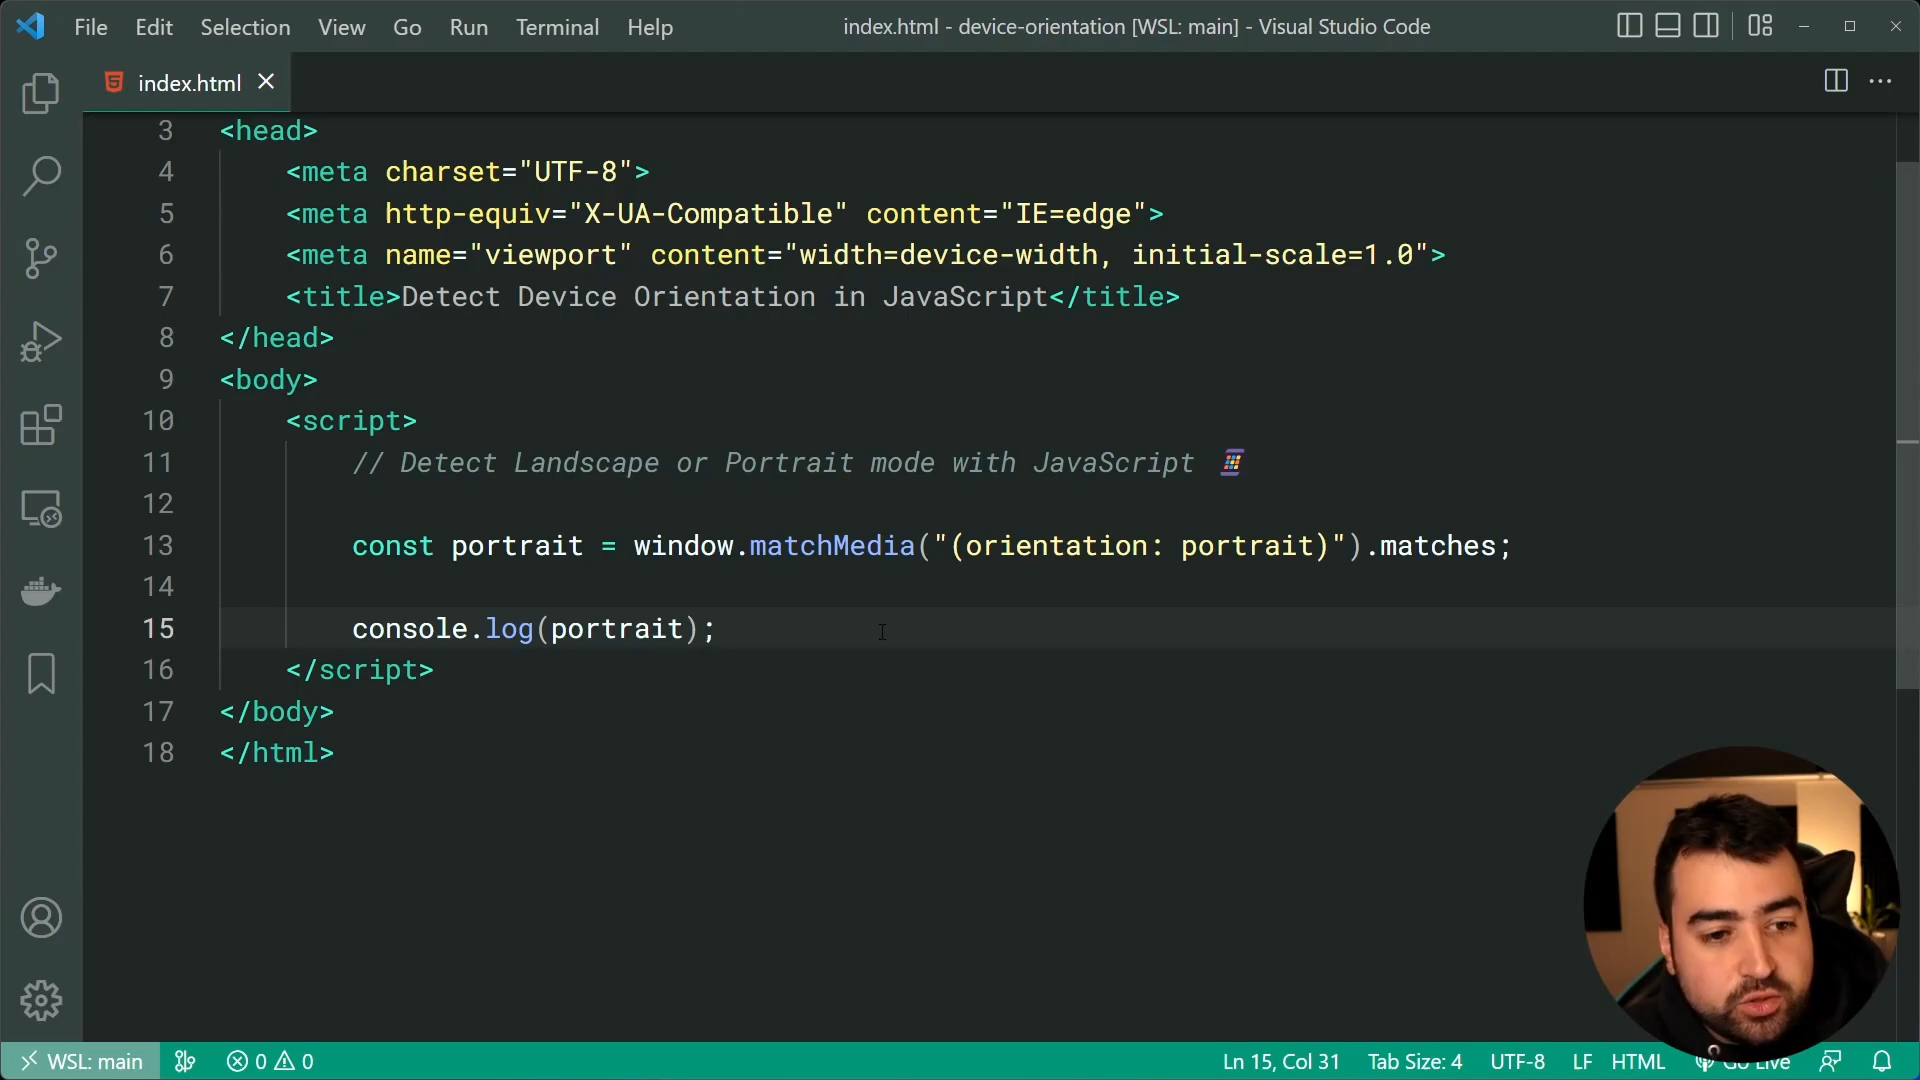 File Edit Selection View Go Run Terminal Help index.html - device-orientation [WSL: main] - Visual Studio Code
index.html
3 <head>
4 <meta charset="UTF-8">
5 <meta http-equiv="X-UA-Compatible" content="IE=edge">
6 <meta name="viewport" content="width=device-width, initial-scale=1.0">
7 <title>Detect Device Orientation in JavaScript</title>
8 </head>
9 <body>
10 <script>
11 // Detect Landscape or Portrait mode with JavaScript 📱
12
13 const portrait = window.matchMedia("(orientation: portrait)").matches;
14
15 console.log(portrait);
16 </script>
17 </body>
18 </html>
WSL: main 0 0 Ln 15, Col 31 Tab Size: 4 UTF-8 LF HTML Go Live